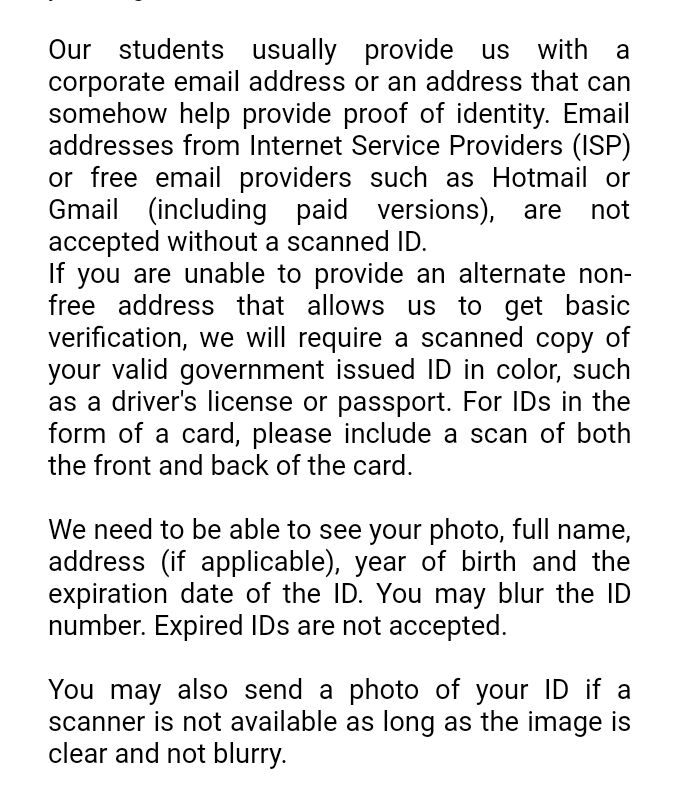 Our students usually provide us with a
corporate email address or an address that can
somehow help provide proof of identity. Email
addresses from Internet Service Providers (ISP)
or free email providers such as Hotmail or
Gmail (including paid versions), are not
accepted without a scanned ID.
If you are unable to provide an alternate non-
free address that allows us to get basic
verification, we will require a scanned copy of
your valid government issued ID in color, such
as a driver's license or passport. For IDs in the
form of a card, please include a scan of both
the front and back of the card.
We need to be able to see your photo, full name,
address (if applicable), year of birth and the
expiration date of the ID. You may blur the ID
number. Expired IDs are not accepted.
You may also send a photo of your ID if a
scanner is not available as long as the image is
clear and not blurry.